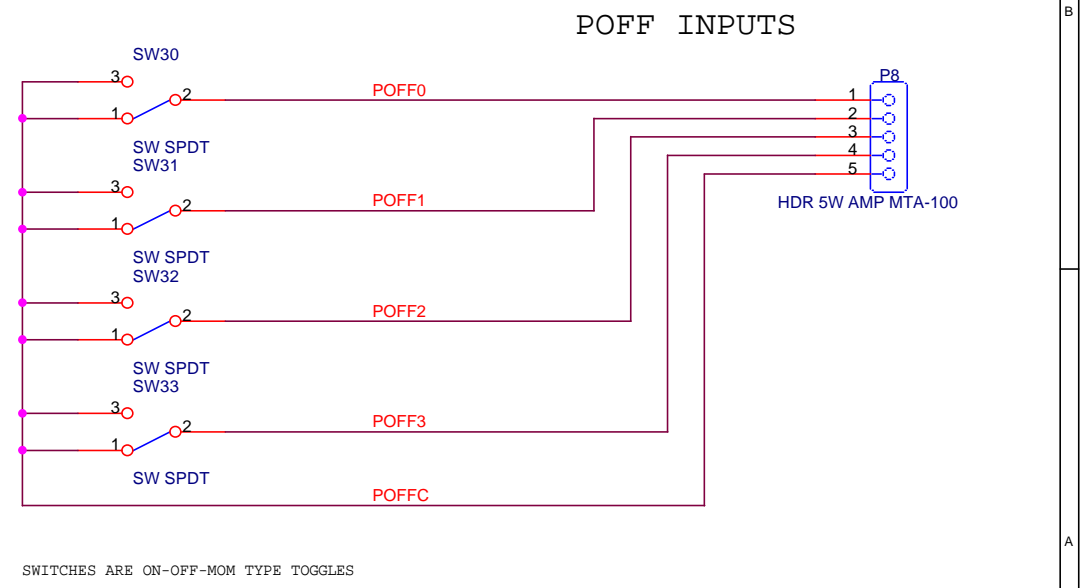 POFF INPUTS
B
SW30
3
2
1
SW SPDT
POFF0
P8
1
2
3
4
5
HDR 5W AMP MTA-100
SW31
3
2
1
SW SPDT
POFF1
SW32
3
2
1
SW SPDT
POFF2
SW33
3
2
1
SW SPDT
POFF3
POFFC
A
SWITCHES ARE ON-OFF-MOM TYPE TOGGLES